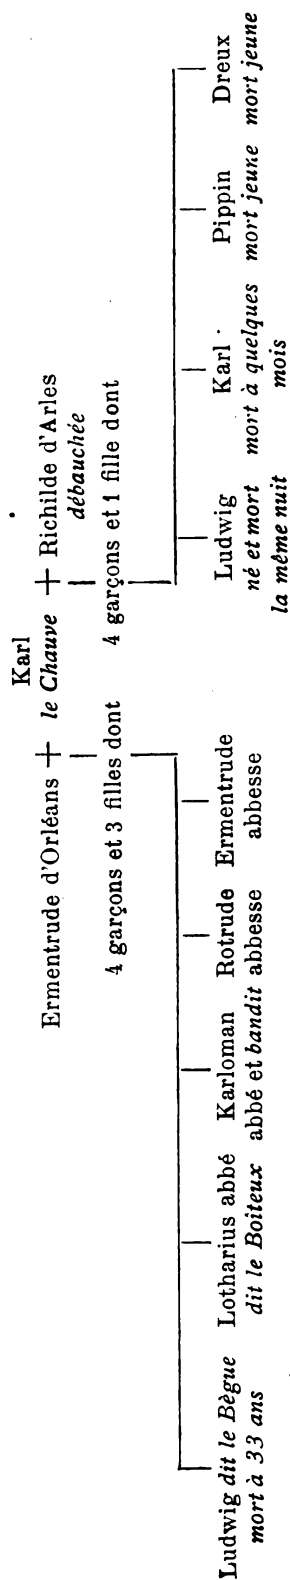 Karl
Ermentrude d'Orléans + le Chauve + Richilde d'Arles
débauchée
4 garçons et 3 filles dont
4 garçons et 1 fille dont
Ludwig dit le Bègue
mort à 33 ans
Lotharius abbé
dit le Boiteux
Karloman
abbé et bandit
Rotrude
abbesse
Ermentrude
abbesse
Ludwig
né et mort
la même nuit
Karl
mort à quelques
mois
Pippin
mort jeune
Dreux
mort jeune